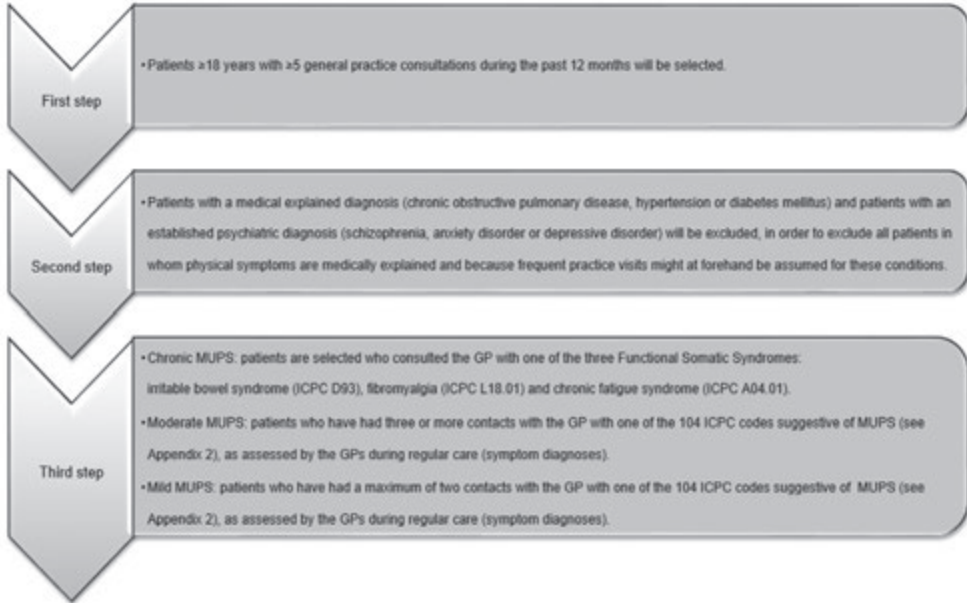 First step
•Patients ≥18 years with ≥5 general practice consultations during the past 12 months will be selected.
Second step
•Patients with a medical explained diagnosis (chronic obstructive pulmonary disease, hypertension or diabetes mellitus) and patients with an
established psychiatric diagnosis (schizophrenia, anxiety disorder or depressive disorder) will be excluded, in order to exclude all patients in
whom physical symptoms are medically explained and because frequent practice visits might at forehand be assumed for these conditions.
Third step
•Chronic MUPS: patients are selected who consulted the GP with one of the three Functional Somatic Syndromes:
irritable bowel syndrome (ICPC D93), fibromyalgia (ICPC L18.01) and chronic fatigue syndrome (ICPC A04.01).
•Moderate MUPS: patients who have had three or more contacts with the GP with one of the 104 ICPC codes suggestive of MUPS (see
Appendix 2), as assessed by the GPs during regular care (symptom diagnoses).
•Mild MUPS: patients who have had a maximum of two contacts with the GP with one of the 104 ICPC codes suggestive of MUPS (see
Appendix 2), as assessed by the GPs during regular care (symptom diagnoses).